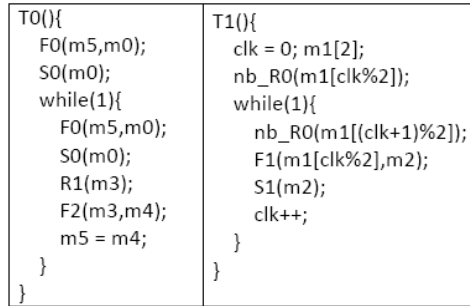 T0(){
F0(m5,m0);
S0(m0);
while(1){
F0(m5,m0);
S0(m0);
R1(m3);
F2(m3,m4);
m5 = m4;
}
}
T1(){
clk = 0; m1[2];
nb_R0(m1[clk%2]);
while(1){
nb_R0(m1[(clk+1)%2]);
F1(m1[clk%2],m2);
S1(m2);
clk++;
}
}